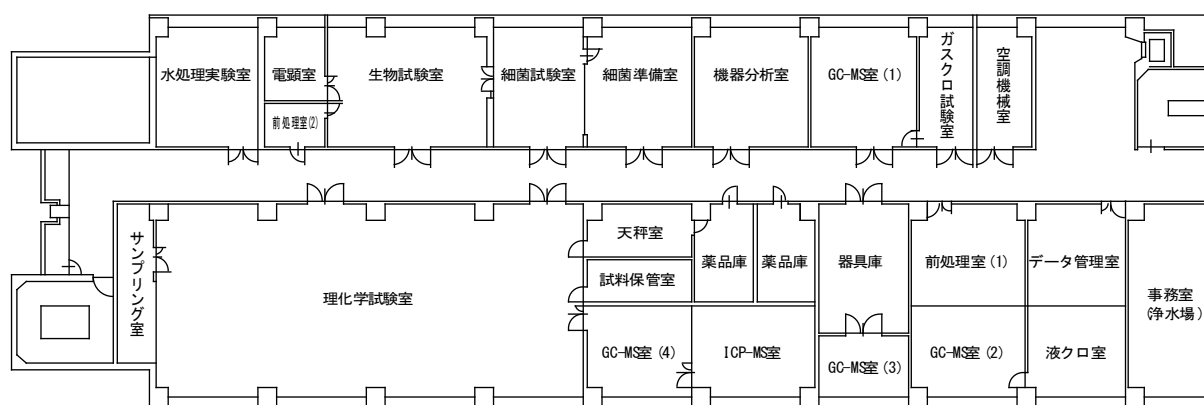 水処理実験室
電顕室
前処理室(2)
生物試験室
細菌試験室
細菌準備室
機器分析室
GC-MS室(1)
ガスクロ試験室
空調機械室
サンプリング室
理化学試験室
天秤室
試料保管室
GC-MS室(4)
薬品庫
薬品庫
ICP-MS室
器具庫
GC-MS室(3)
前処理室(1)
GC-MS室(2)
データ管理室
液クロ室
事務室
(浄水場)